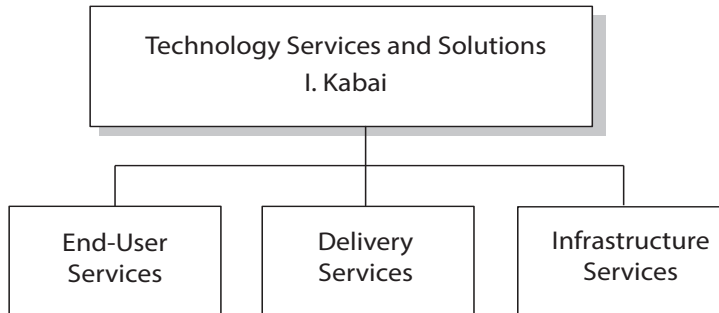 Technology Services and Solutions
I. Kabai
End-User
Services
Delivery
Services
Infrastructure
Services